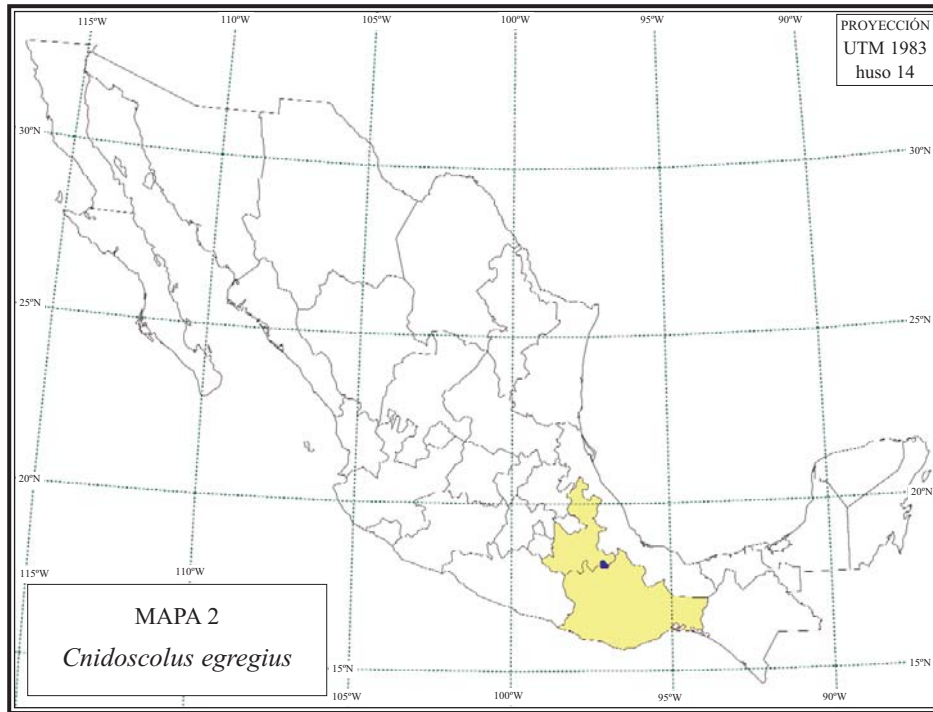 115ºW
110ºW
105ºW
100ºW
95ºW
90ºW
PROYECCIÓN
UTM 1983
huso 14
30ºN
30ºN
25ºN
25ºN
20ºN
20ºN
115ºW
110ºW
MAPA 2
Cnidoscolus egregius
15ºN
15ºN
105ºW
100ºW
95ºW
90ºW